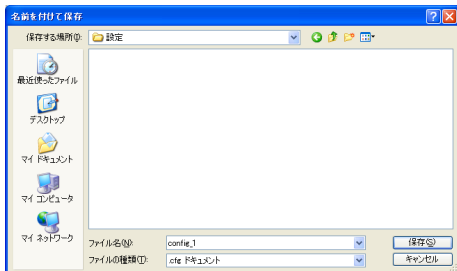 名前を付けて保存
保存する場所(I):
設定
最近使ったファイル
デスクトップ
マイ ドキュメント
マイ コンピュータ
マイ ネットワーク
ファイル名(N):
config_1
保存(S)
ファイルの種類(T):
.cfg ドキュメント
キャンセル